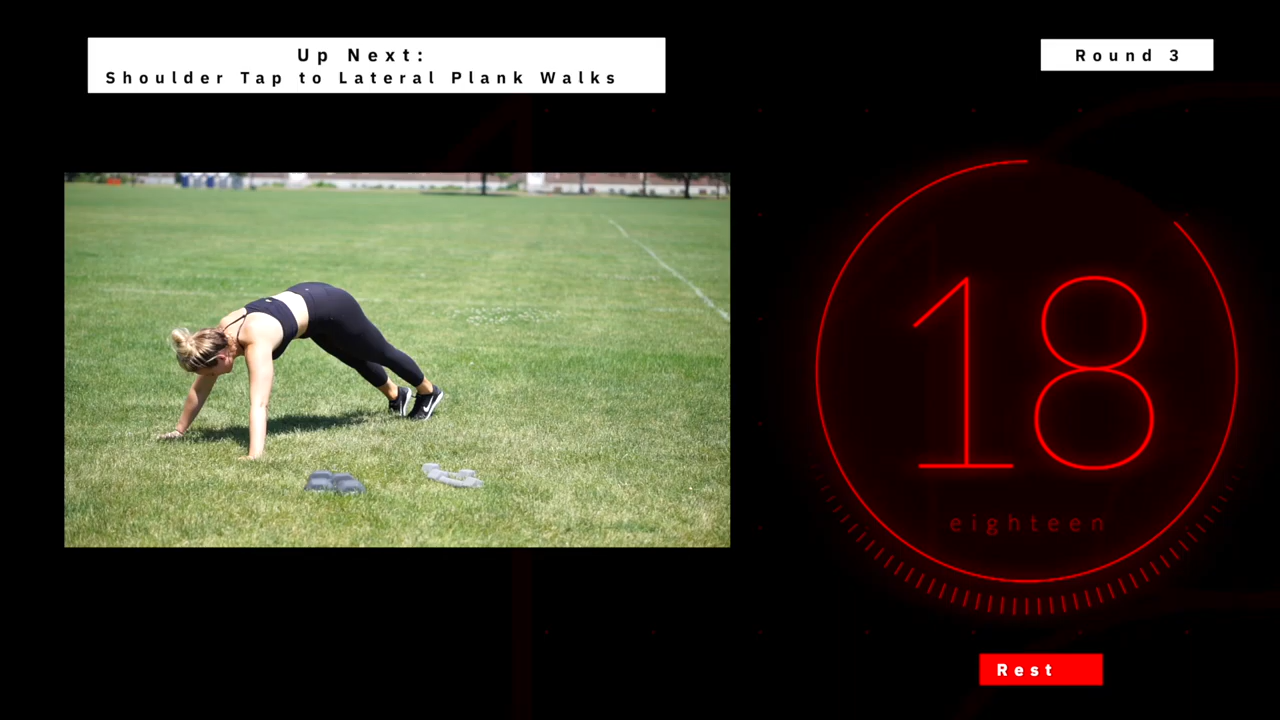 Up Next:
Shoulder Tap to Lateral Plank Walks
Round 3
18
eighteen
Rest